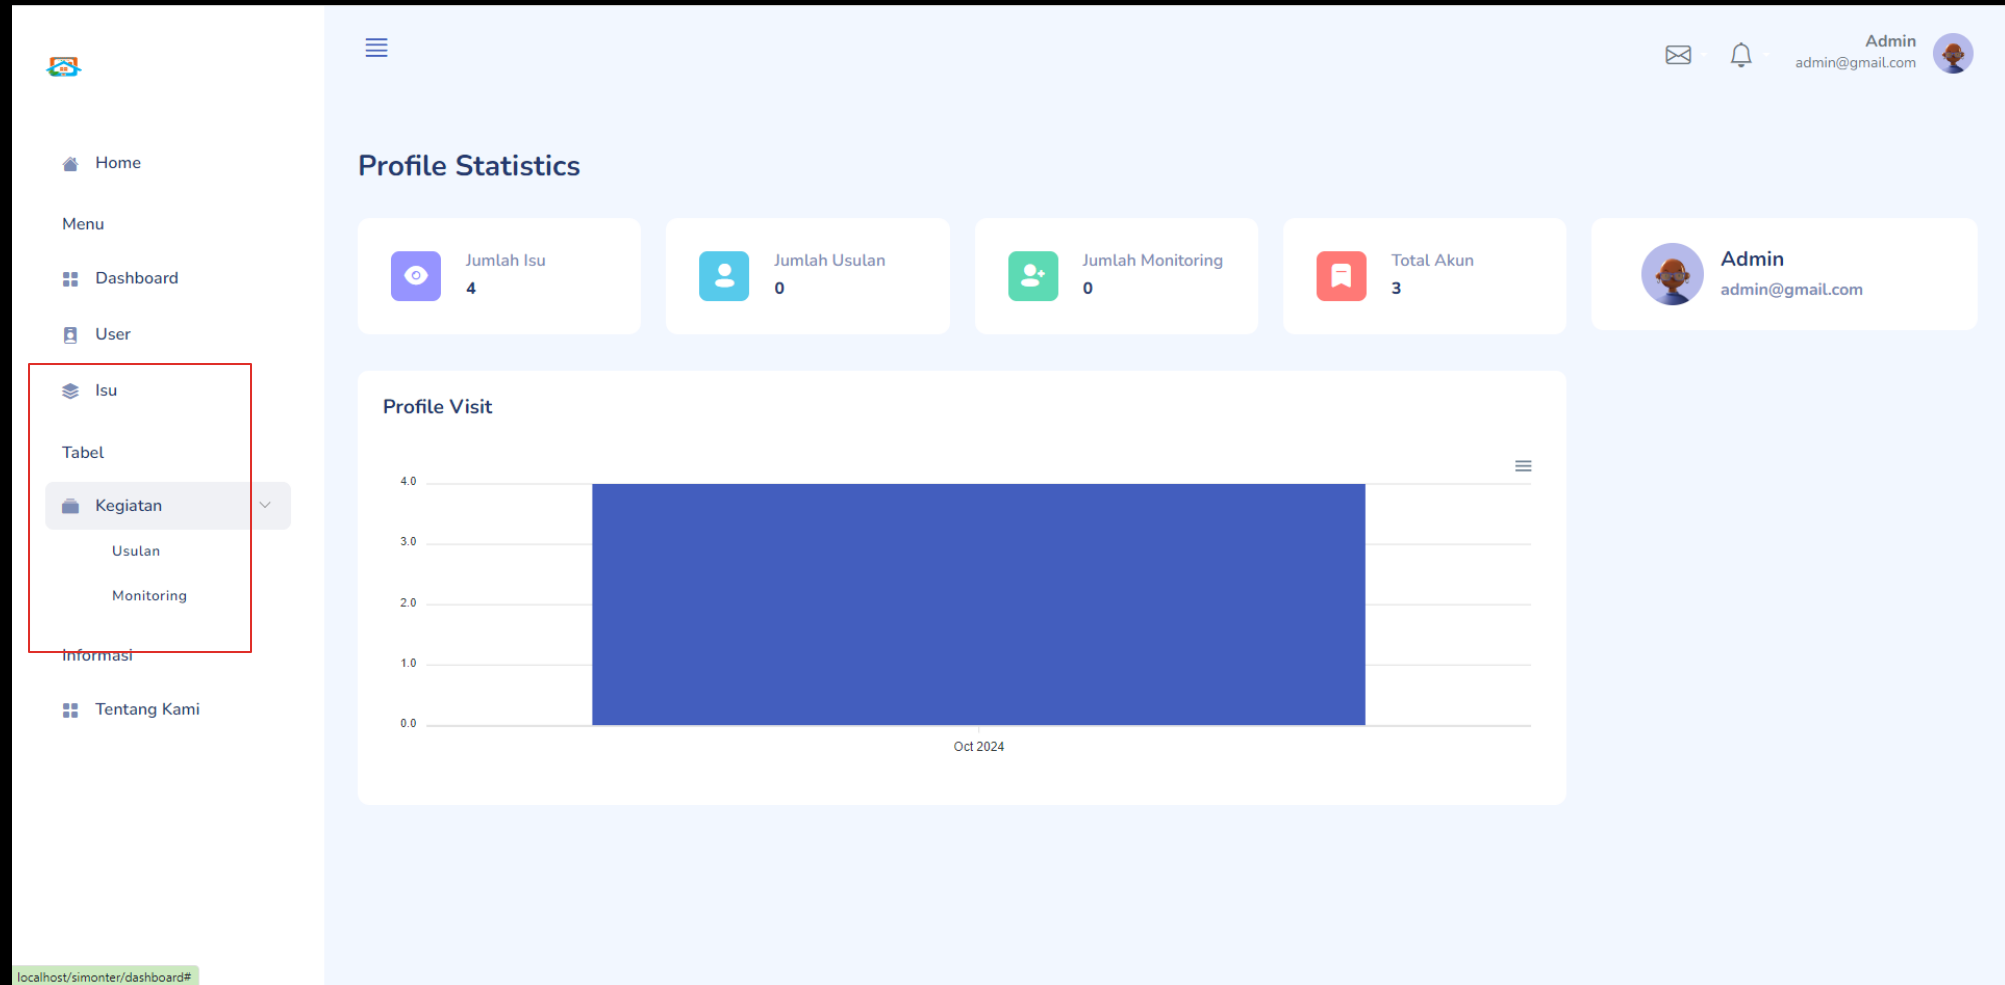 Home
Menu
Dashboard
User
Isu
Tabel
Kegiatan
Usulan
Monitoring
Informasi
Tentang Kami
Admin
admin@gmail.com
Profile Statistics
Jumlah Isu
4
Jumlah Usulan
0
Jumlah Monitoring
0
Total Akun
3
Admin
admin@gmail.com
Profile Visit
4.0
3.0
2.0
1.0
0.0
Oct 2024
localhost/simonter/dashboard#